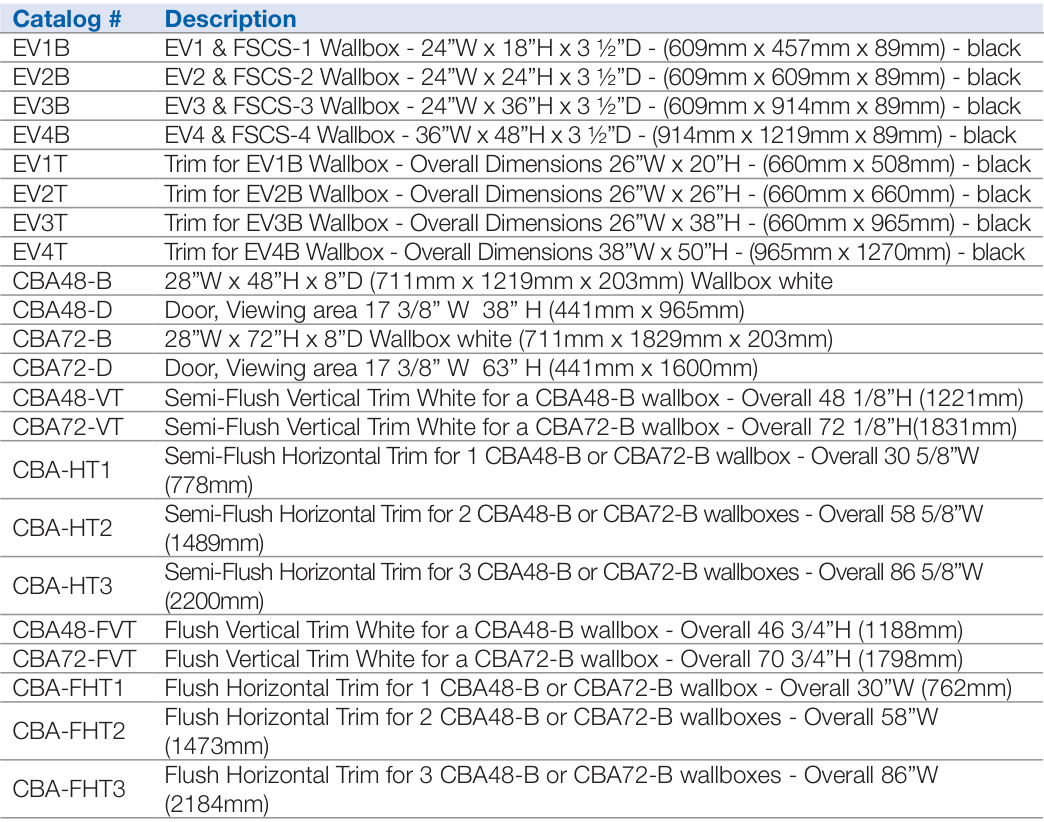 Catalog # Description
EV1B EV1 & FSCS-1 Wallbox - 24”W x 18”H x 3 ½”D - (609mm x 457mm x 89mm) - black
EV2B EV2 & FSCS-2 Wallbox - 24”W x 24”H x 3 ½”D - (609mm x 609mm x 89mm) - black
EV3B EV3 & FSCS-3 Wallbox - 24”W x 36”H x 3 ½”D - (609mm x 914mm x 89mm) - black
EV4B EV4 & FSCS-4 Wallbox - 36”W x 48”H x 3 ½”D - (914mm x 1219mm x 89mm) - black
EV1T Trim for EV1B Wallbox - Overall Dimensions 26”W x 20”H - (660mm x 508mm) - black
EV2T Trim for EV2B Wallbox - Overall Dimensions 26”W x 26”H - (660mm x 660mm) - black
EV3T Trim for EV3B Wallbox - Overall Dimensions 26”W x 38”H - (660mm x 965mm) - black
EV4T Trim for EV4B Wallbox - Overall Dimensions 38”W x 50”H - (965mm x 1270mm) - black
CBA48-B 28”W x 48”H x 8”D (711mm x 1219mm x 203mm) Wallbox white
CBA48-D Door, Viewing area 17 3/8” W 38” H (441mm x 965mm)
CBA72-B 28”W x 72”H x 8”D Wallbox white (711mm x 1829mm x 203mm)
CBA72-D Door, Viewing area 17 3/8” W 63” H (441mm x 1600mm)
CBA48-VT Semi-Flush Vertical Trim White for a CBA48-B wallbox - Overall 48 1/8”H (1221mm)
CBA72-VT Semi-Flush Vertical Trim White for a CBA72-B wallbox - Overall 72 1/8”H(1831mm)
CBA-HT1 Semi-Flush Horizontal Trim for 1 CBA48-B or CBA72-B wallbox - Overall 30 5/8”W
(778mm)
CBA-HT2 Semi-Flush Horizontal Trim for 2 CBA48-B or CBA72-B wallboxes - Overall 58 5/8”W
(1489mm)
CBA-HT3 Semi-Flush Horizontal Trim for 3 CBA48-B or CBA72-B wallboxes - Overall 86 5/8”W
(2200mm)
CBA48-FVT Flush Vertical Trim White for a CBA48-B wallbox - Overall 46 3/4”H (1188mm)
CBA72-FVT Flush Vertical Trim White for a CBA72-B wallbox - Overall 70 3/4”H (1798mm)
CBA-FHT1 Flush Horizontal Trim for 1 CBA48-B or CBA72-B wallbox - Overall 30”W (762mm)
CBA-FHT2 Flush Horizontal Trim for 2 CBA48-B or CBA72-B wallboxes - Overall 58”W
(1473mm)
CBA-FHT3 Flush Horizontal Trim for 3 CBA48-B or CBA72-B wallboxes - Overall 86”W
(2184mm)